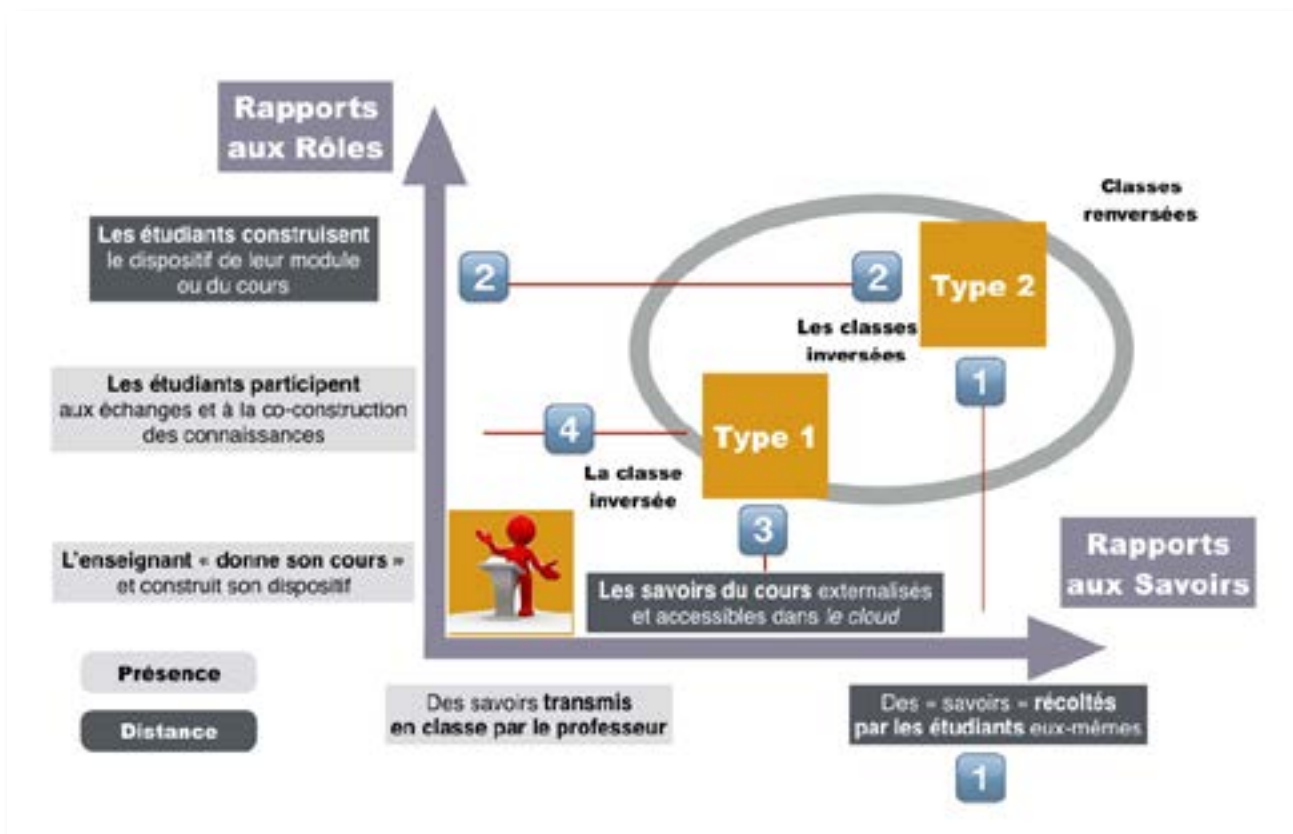 Rapports
aux Rôles
Classes
renversées
Les étudiants construisent
le dispositif de leur module
ou du cours
2
2
Type 2
Les classes
inversées
1
Les étudiants participent
aux échanges et à la co-construction
des connaissances
4
Type 1
La classe
inversée
3
Rapports
aux Savoirs
L'enseignant « donne son cours »
et construit son dispositif
Les savoirs du cours externalisés
et accessibles dans le cloud
Présence
Distance
Des savoirs transmis
en classe par le professeur
Des « savoirs » récoltés
par les étudiants eux-mêmes
1